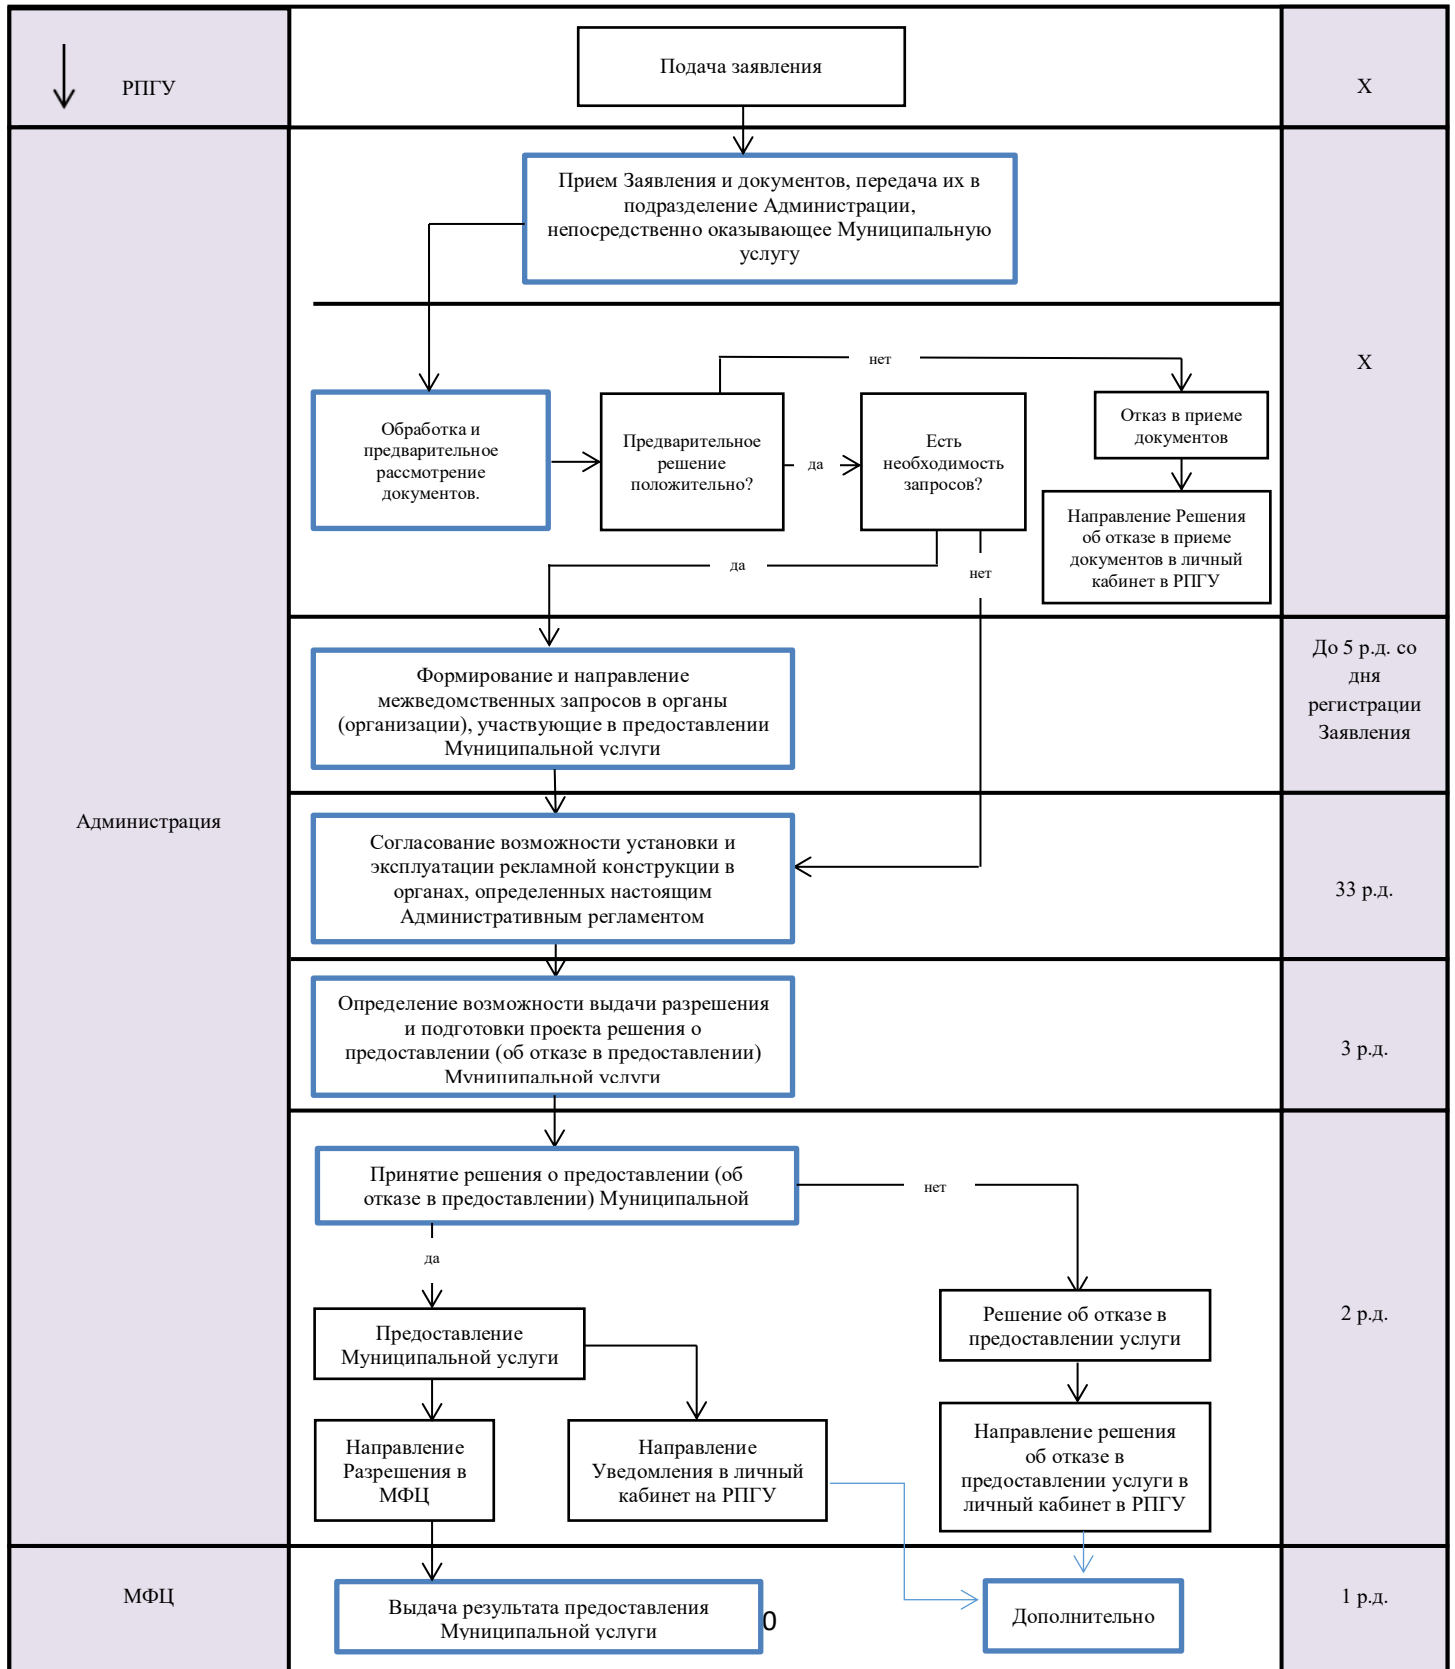 РПГУ
Подача заявления
X
Прием Заявления и документов, передача их в
подразделение Администрации,
непосредственно оказывающее Муниципальную
услугу
X
нет
Обработка и
предварительное
рассмотрение
документов.
Предварительное
решение
положительно?
да
Есть
необходимость
запросов?
Отказ в приеме
документов
Направление Решения
об отказе в приеме
документов в личный
кабинет в РПГУ
да
нет
Формирование и направление
межведомственных запросов в органы
(организации), участвующие в предоставлении
Муниципальной услуги
До 5 р.д. со
дня
регистрации
Заявления
Администрация
Согласование возможности установки и
эксплуатации рекламной конструкции в
органах, определенных настоящим
Административным регламентом
33 р.д.
Определение возможности выдачи разрешения
и подготовки проекта решения о
предоставлении (об отказе в предоставлении)
Муниципальной услуги
3 р.д.
Принятие решения о предоставлении (об
отказе в предоставлении) Муниципальной
нет
да
Предоставление
Муниципальной услуги
Решение об отказе в
предоставлении услуги
2 р.д.
Направление
Разрешения в
МФЦ
Направление
Уведомления в личный
кабинет на РПГУ
Направление решения
об отказе в
предоставлении услуги в
личный кабинет в РПГУ
МФЦ
Выдача результата предоставления
Муниципальной услуги
0
Дополнительно
1 р.д.